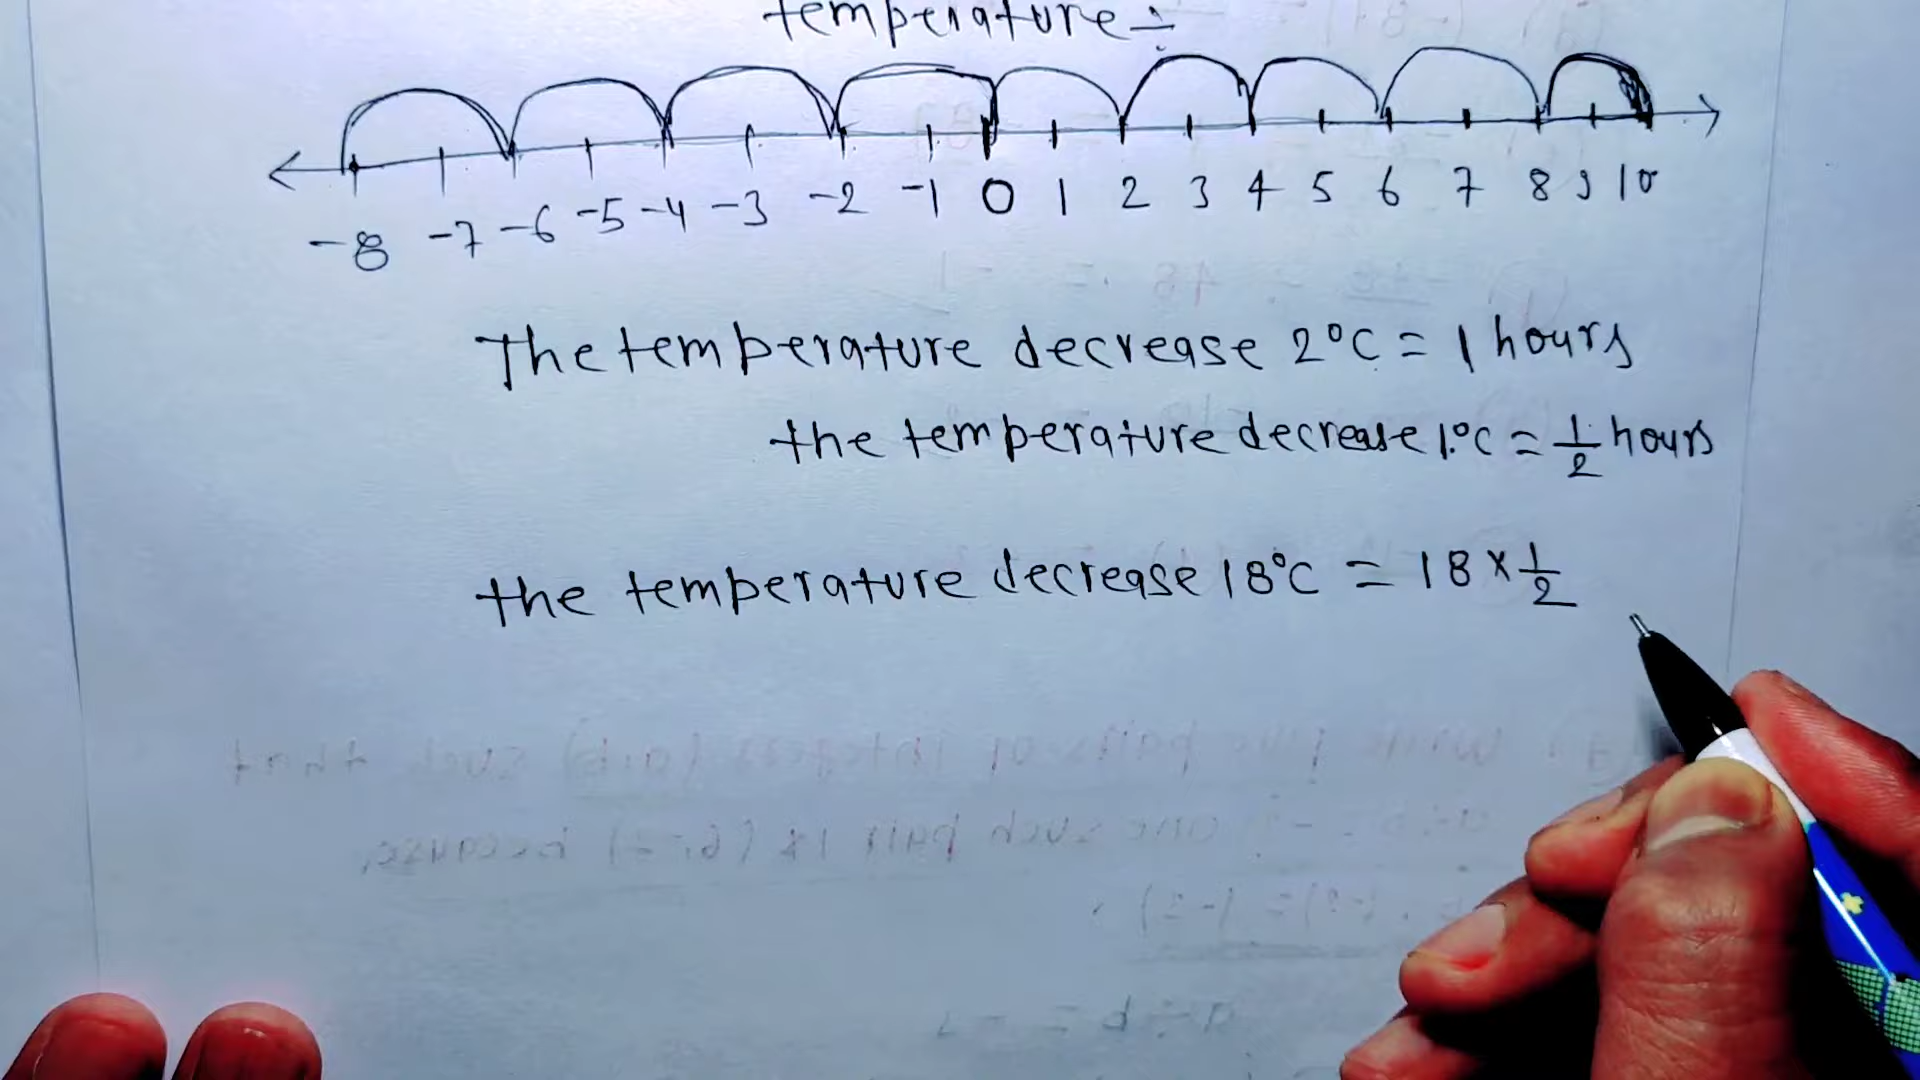 temperature÷
-8 -7 -6 -5 -4 -3 -2 -1 0 1 2 3 4 5 6 7 8 9 10
The temperature decrease 2°C = 1 hours
the temperature decrease 1°C = 1/2 hours
the temperature decrease 18°C = 18 × 1/2